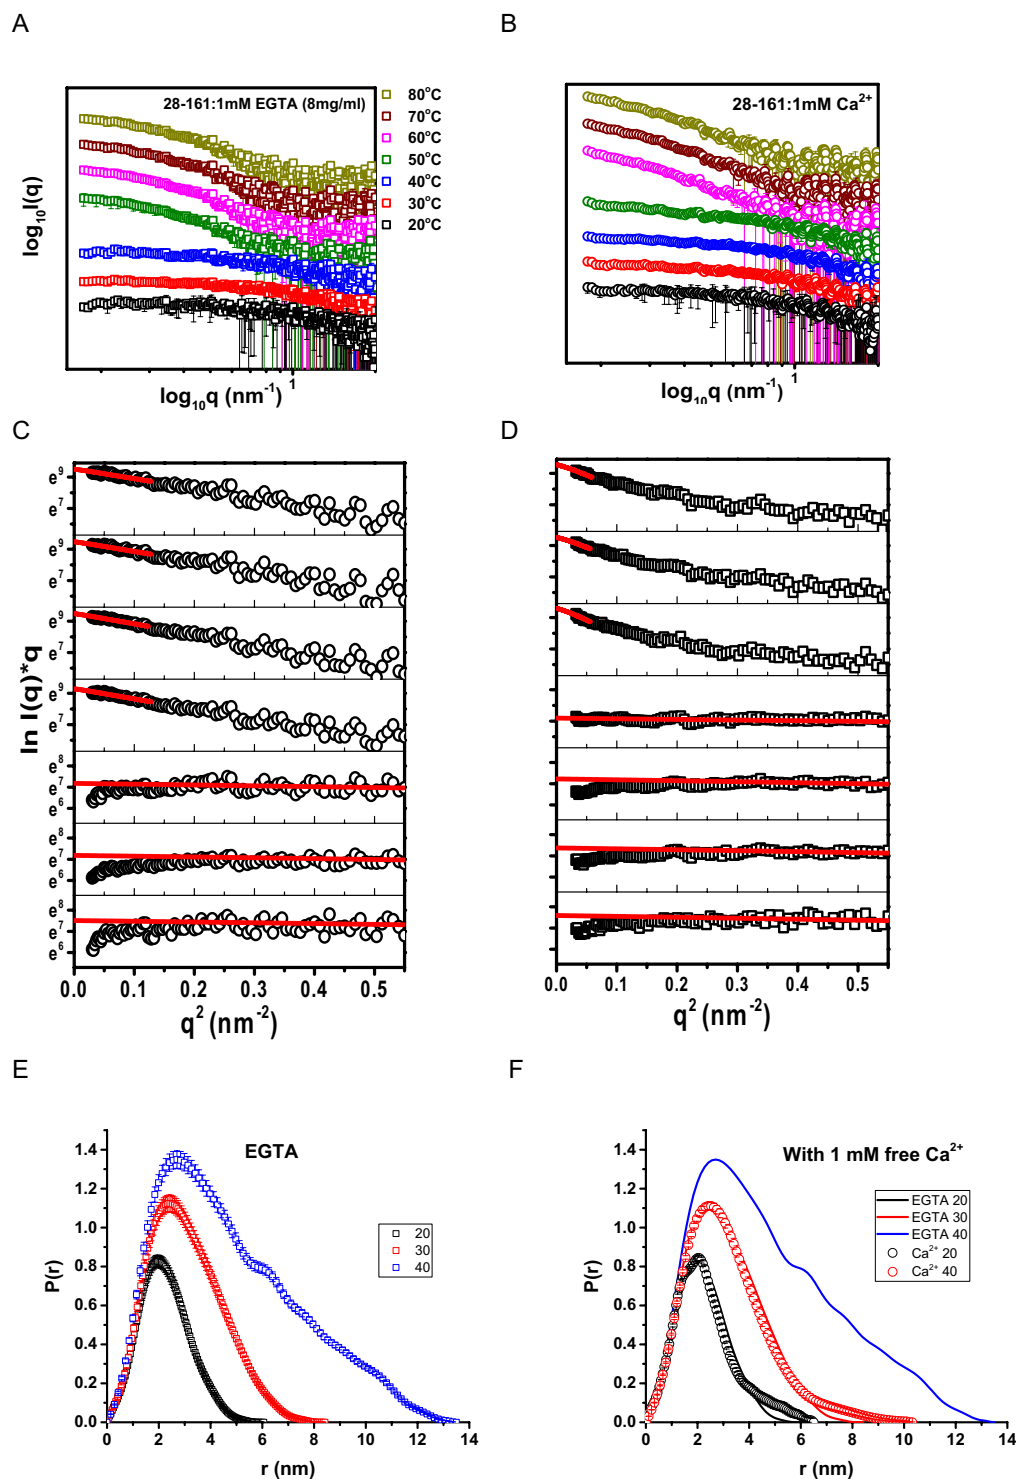 A
B
28-161:1mM EGTA (8mg/ml)
80°C
70°C
60°C
50°C
40°C
30°C
20°C
log₁₀I(q)
log₁₀q (nm⁻¹)
1
28-161:1mM Ca²⁺
log₁₀q (nm⁻¹)
1
C
D
ln I(q)*q
e⁹
e⁷
e⁹
e⁷
e⁹
e⁷
e⁹
e⁷
e⁸
e⁷
e⁶
e⁸
e⁷
e⁶
e⁸
e⁷
e⁶
0.0 0.1 0.2 0.3 0.4 0.5
q² (nm⁻²)
0.0 0.1 0.2 0.3 0.4 0.5
q² (nm⁻²)
E
F
EGTA
P(r)
1.4
1.2
1.0
0.8
0.6
0.4
0.2
0.0
20
30
40
0 2 4 6 8 10 12 14
r (nm)
With 1 mM free Ca²⁺
P(r)
1.4
1.2
1.0
0.8
0.6
0.4
0.2
0.0
EGTA 20
EGTA 30
EGTA 40
Ca²⁺ 20
Ca²⁺ 40
0 2 4 6 8 10 12 14
r (nm)